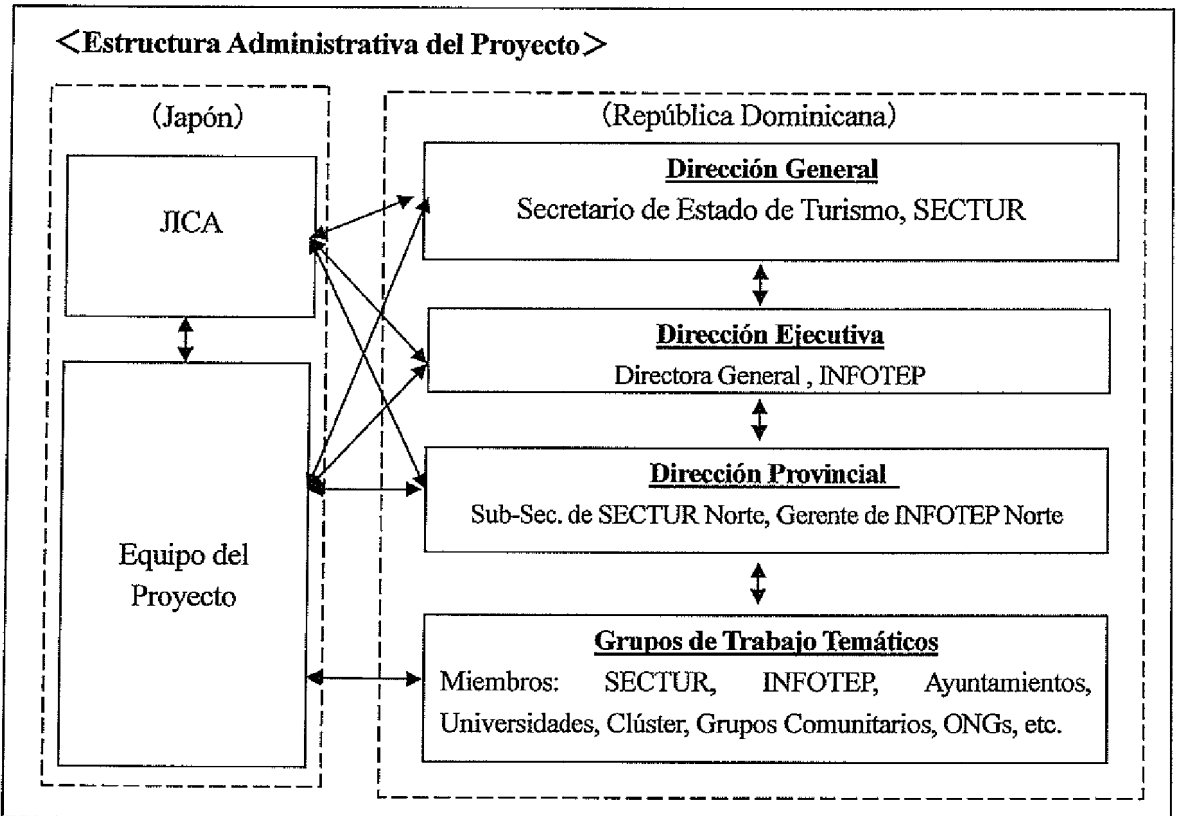 ＜Estructura Administrativa del Proyecto＞
(Japón)
JICA
Equipo del
Proyecto
(República Dominicana)
Dirección General
Secretario de Estado de Turismo, SECTUR
Dirección Ejecutiva
Directora General , INFOTEP
Dirección Provincial
Sub-Sec. de SECTUR Norte, Gerente de INFOTEP Norte
Grupos de Trabajo Temáticos
Miembros: SECTUR, INFOTEP, Ayuntamientos,
Universidades, Clúster, Grupos Comunitarios, ONGs, etc.